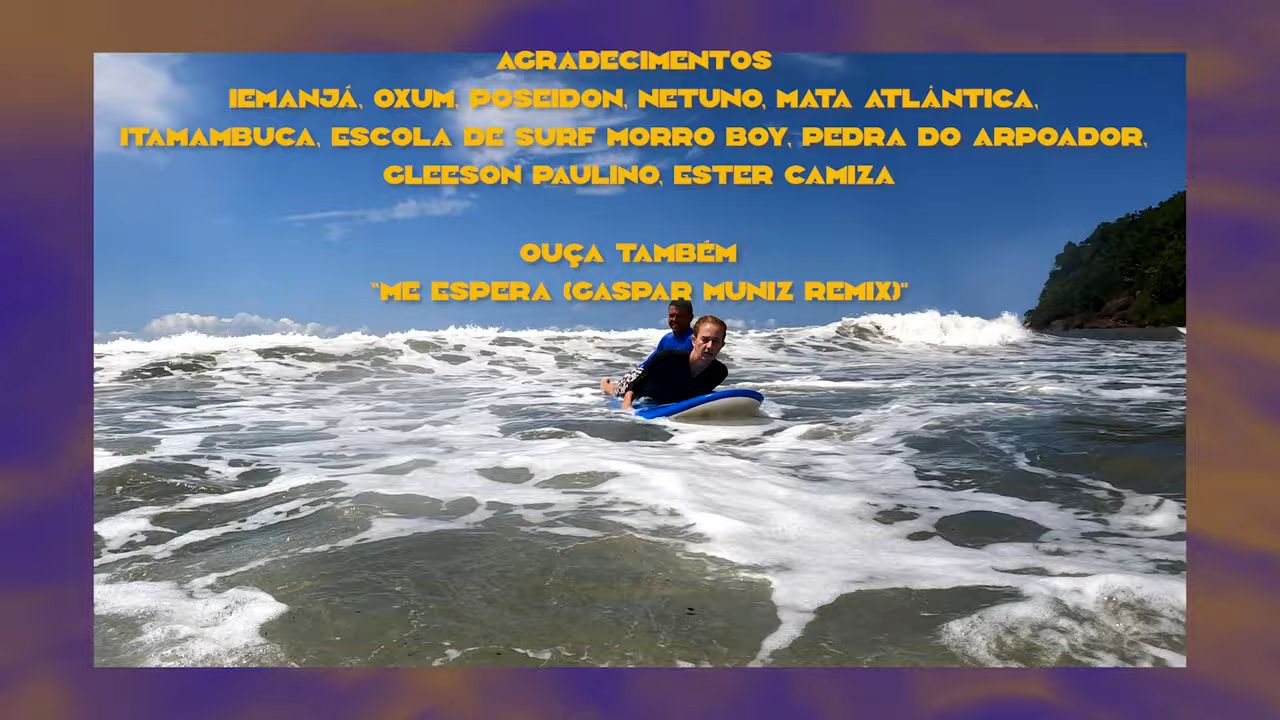 AGRADECIMENTOS
IEMANJÁ, OXUM, POSEIDON, NETUNO, MATA ATLÂNTICA,
ITAMAMBUCA, ESCOLA DE SURF MORRO BOY, PEDRA DO ARPOADOR,
GLEESON PAULINO, ESTER CAMIZA
OUÇA TAMBÉM
"ME ESPERA (GASPAR MUNIZ REMIX)"